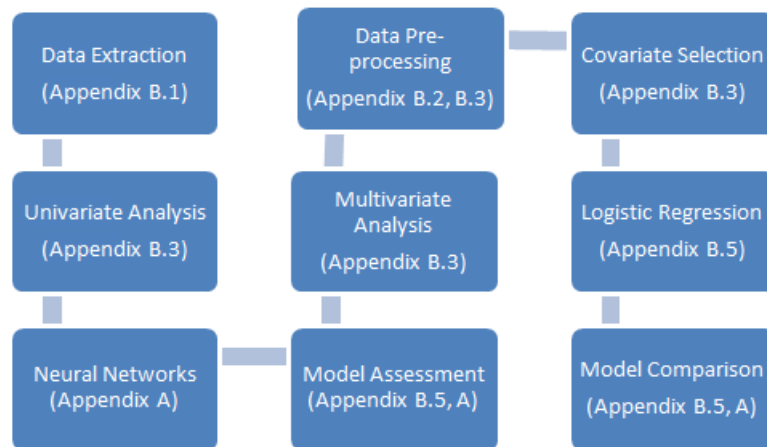 Data Extraction
(Appendix B.1)
Univariate Analysis
(Appendix B.3)
Neural Networks
(Appendix A)
Model Assessment
(Appendix B.5, A)
Multivariate
Analysis
(Appendix B.3)
Data Pre-
processing
(Appendix B.2, B.3)
Covariate Selection
(Appendix B.3)
Logistic Regression
(Appendix B.5)
Model Comparison
(Appendix B.5, A)